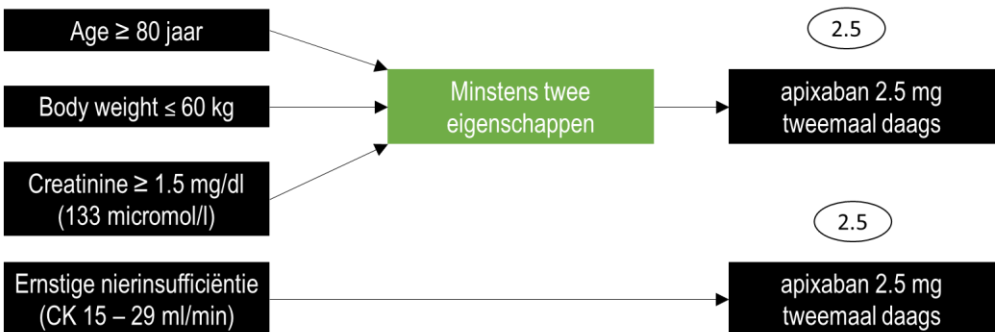 Age ≥ 80 jaar
Body weight ≤ 60 kg
Creatinine ≥ 1.5 mg/dl
(133 micromol/l)
Minstens twee
eigenschappen
2.5
apixaban 2.5 mg
tweemaal daags
Ernstige nierinsufficiëntie
(CK 15 – 29 ml/min)
2.5
apixaban 2.5 mg
tweemaal daags